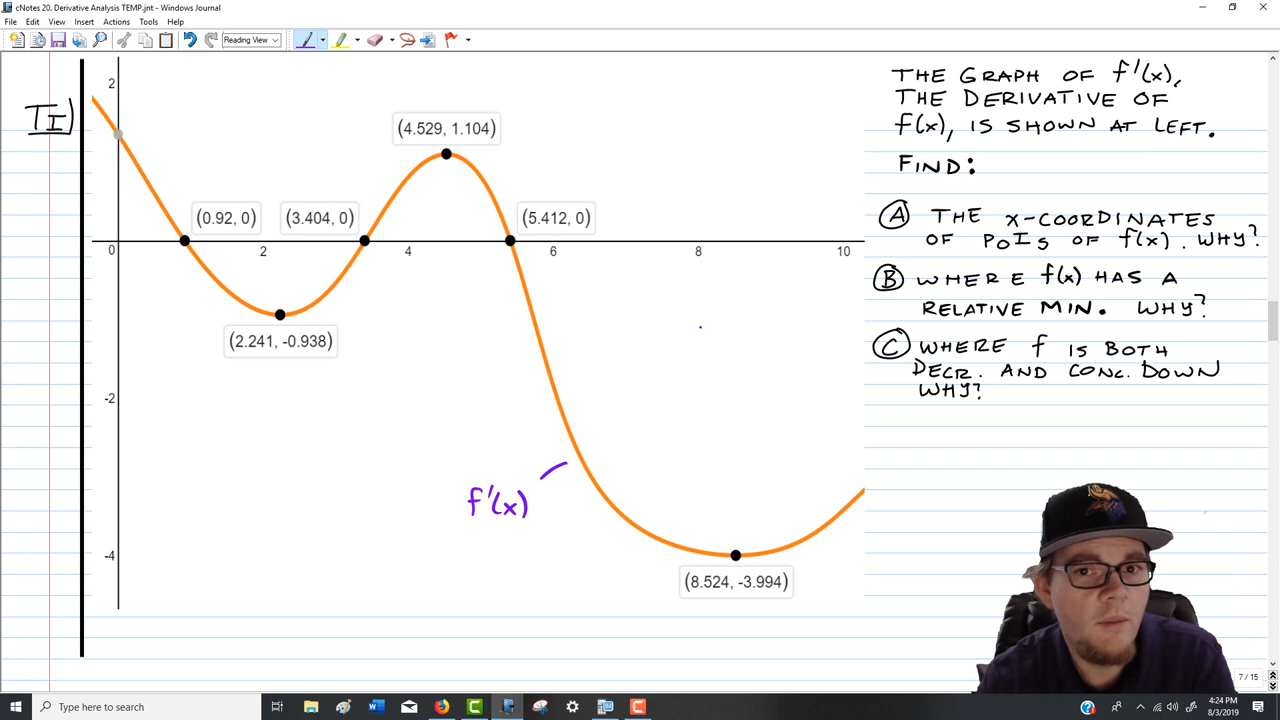 cNotes 20. Derivative Analysis TEMP.jnt - Windows Journal
File Edit View Insert Actions Tools Help
Reading View
TI)
THE GRAPH OF f'(x),
THE DERIVATIVE OF
f(x), IS SHOWN AT LEFT.
FIND:
(A) THE x-COORDINATES
OF POIS OF f(x). WHY?
(B) WHERE f(x) HAS A
RELATIVE MIN. WHY?
(C) WHERE f IS BOTH
DECR. AND CONC. DOWN
WHY?
2
(4.529, 1.104)
(0.92, 0) (3.404, 0) (5.412, 0)
0 2 4 6 8 10
(2.241, -0.938)
-2
f'(x)
-4
(8.524, -3.994)
7 / 15
Type here to search
4:24 PM
8/3/2019